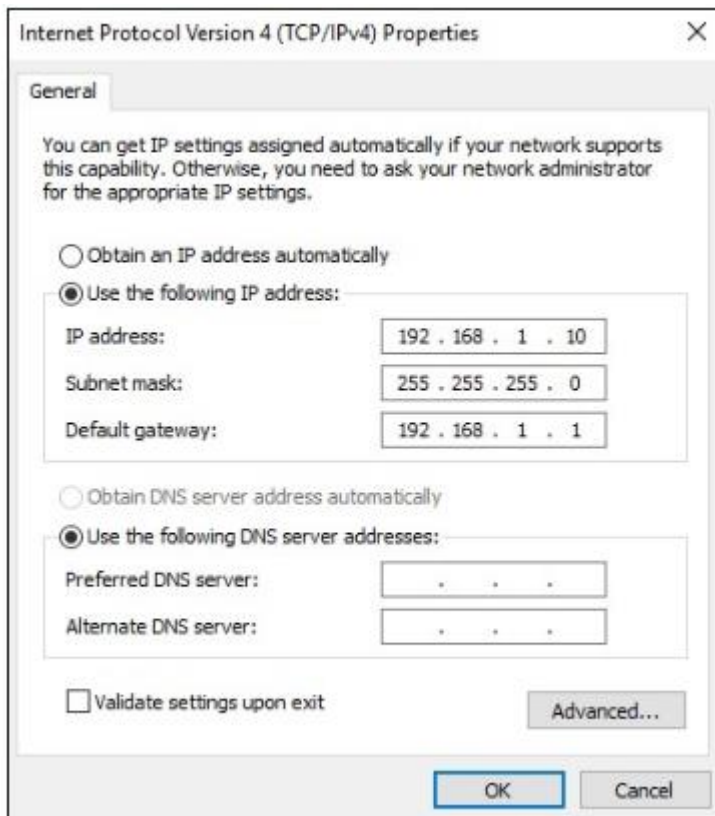 Internet Protocol Version 4 (TCP/IPv4) Properties
General
You can get IP settings assigned automatically if your network supports
this capability. Otherwise, you need to ask your network administrator
for the appropriate IP settings.
Obtain an IP address automatically
Use the following IP address:
IP address: 192 . 168 . 1 . 10
Subnet mask: 255 . 255 . 255 . 0
Default gateway: 192 . 168 . 1 . 1
Obtain DNS server address automatically
Use the following DNS server addresses:
Preferred DNS server: . . .
Alternate DNS server: . . .
Validate settings upon exit
Advanced...
OK Cancel